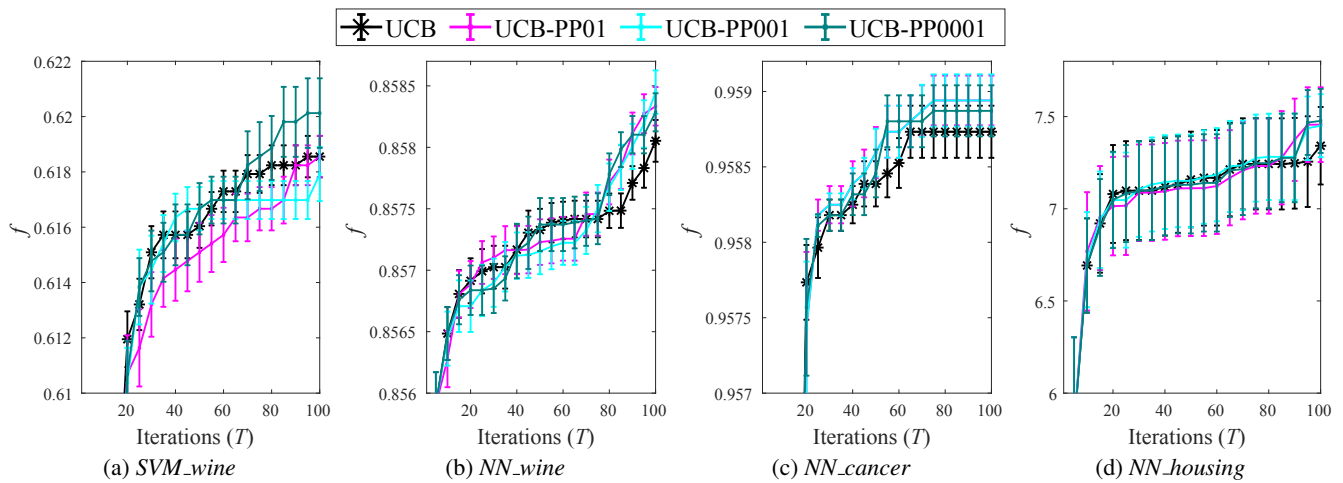 UCB UCB-PP01 UCB-PP001 UCB-PP0001
0.622
0.62
0.618
0.616
0.614
0.612
0.61
f
20 40 60 80 100
Iterations (T)
(a) SVM_wine
0.8585
0.858
0.8575
0.857
0.8565
0.856
f
20 40 60 80 100
Iterations (T)
(b) NN_wine
0.959
0.9585
0.958
0.9575
0.957
f
20 40 60 80 100
Iterations (T)
(c) NN_cancer
7.5
7
6.5
6
f
20 40 60 80 100
Iterations (T)
(d) NN_housing